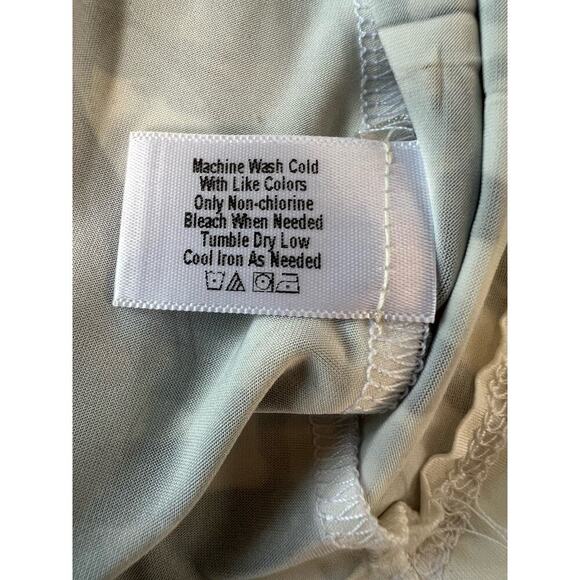 Machine Wash Cold
With Like Colors
Only Non-chlorine
Bleach When Needed
Tumble Dry Low
Cool Iron As Needed